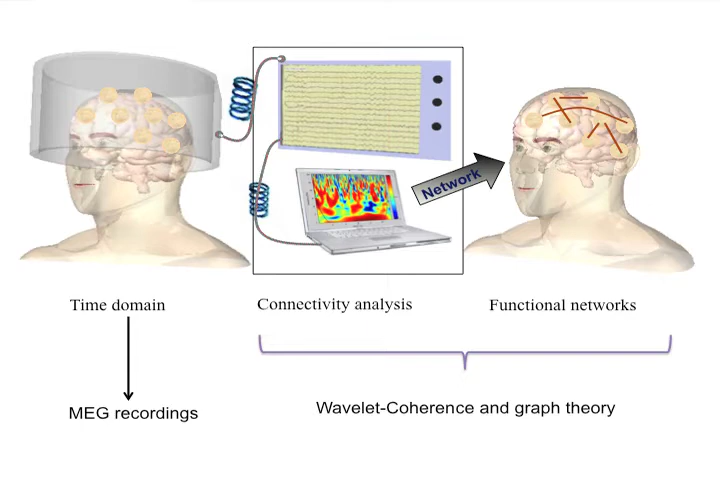 Network
Time domain
Connectivity analysis
Functional networks
MEG recordings
Wavelet-Coherence and graph theory